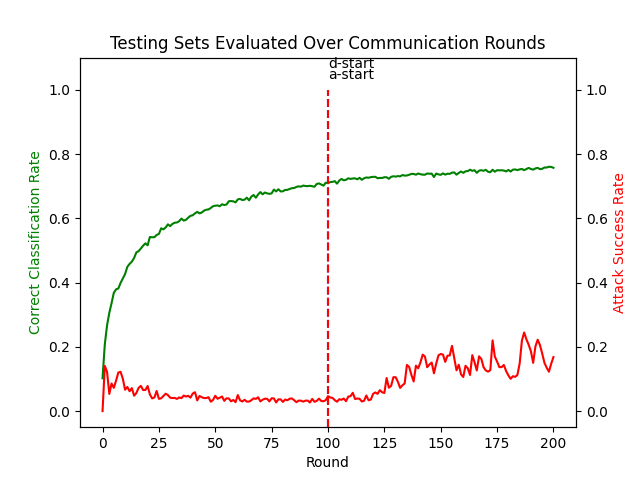 Testing Sets Evaluated Over Communication Rounds
d-start
a-start
1.0
0.8
0.6
0.4
0.2
0.0
Correct Classification Rate
1.0
0.8
0.6
0.4
0.2
0.0
Attack Success Rate
0 25 50 75 100 125 150 175 200
Round